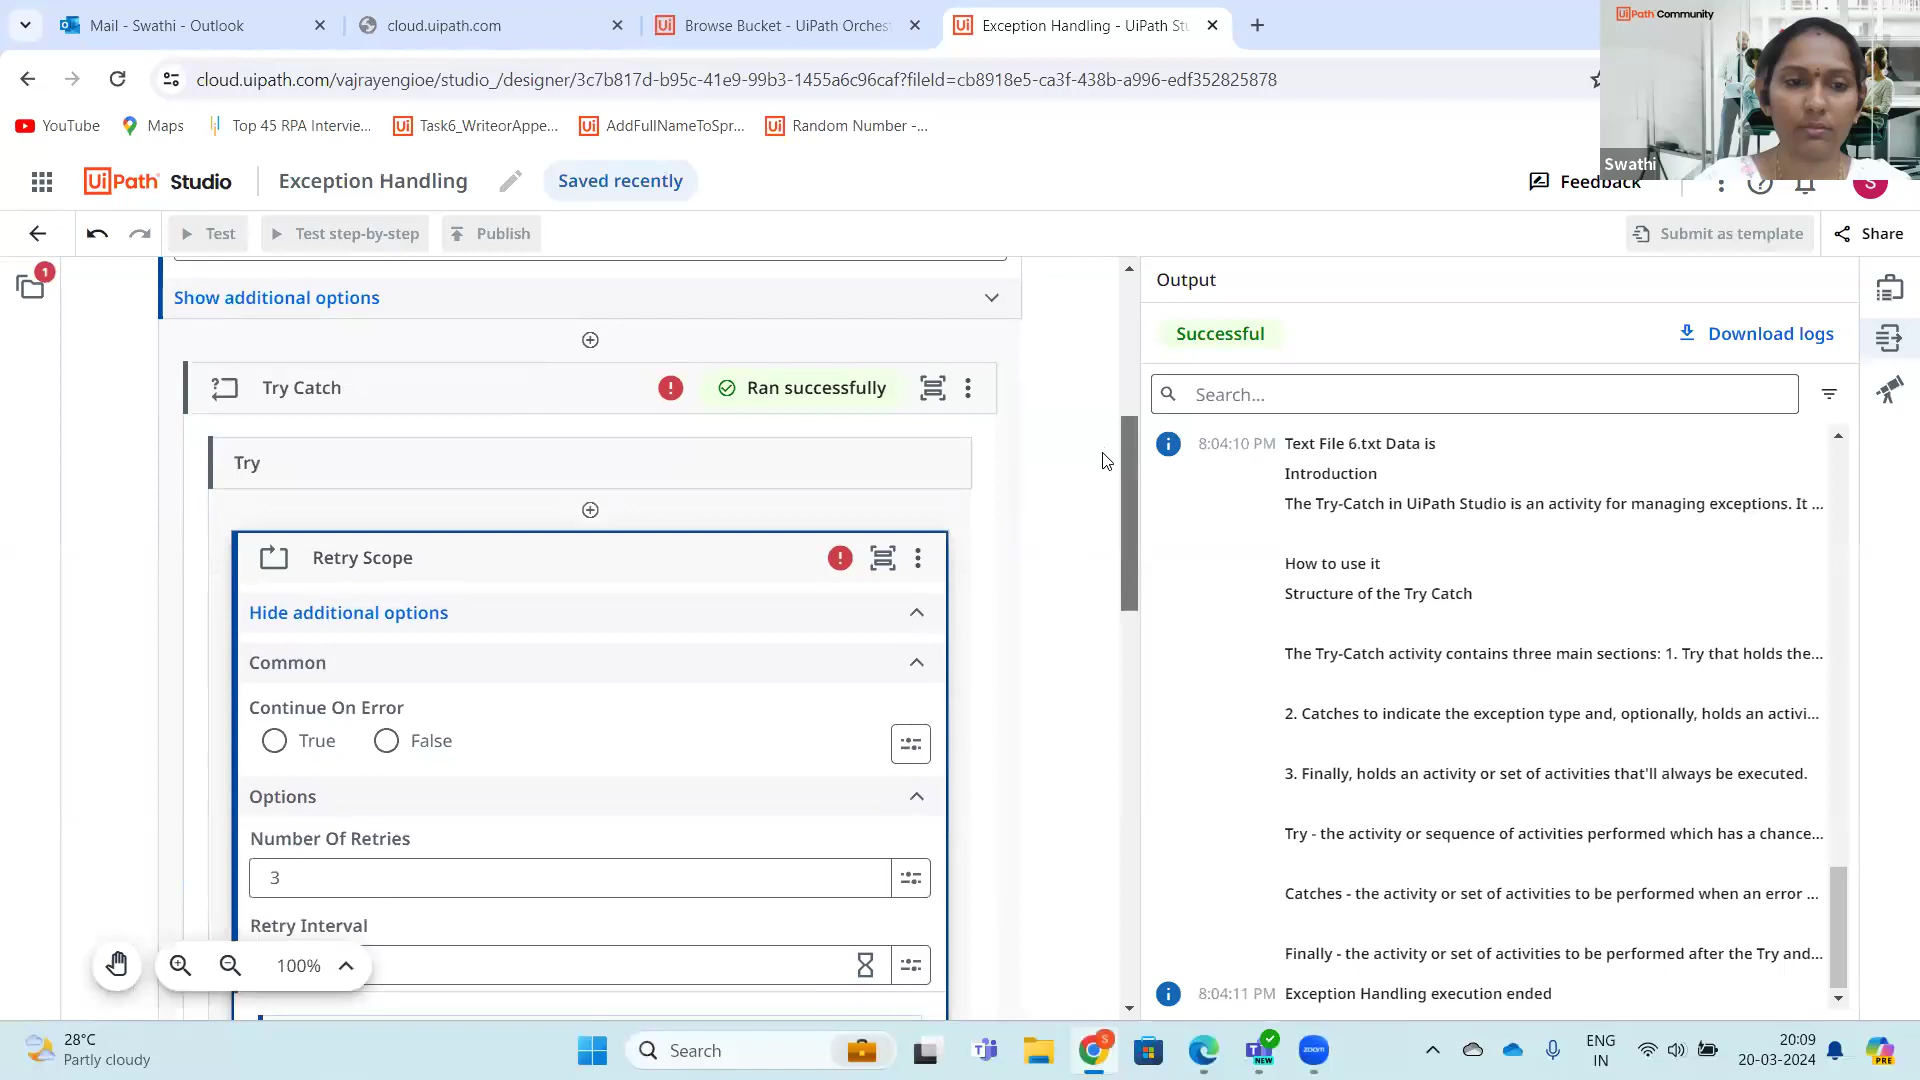 Mail - Swathi - Outlook
cloud.uipath.com
Browse Bucket - UiPath Orches
Exception Handling - UiPath Stu
UiPath Community
cloud.uipath.com/vajrayengioe/studio_/designer/3c7b817d-b95c-41e9-99b3-1455a6c96caf?fileId=cb8918e5-ca3f-438b-a996-edf352825878
YouTube
Maps
Top 45 RPA Intervie...
Task6_WriteorAppe...
AddFullNameToSpr...
Random Number -...
Swathi
UiPath Studio
Exception Handling
Saved recently
Feedback
S
Test
Test step-by-step
Publish
Submit as template
Share
1
Show additional options
Try Catch
Ran successfully
Try
Retry Scope
Hide additional options
Common
Continue On Error
True
False
Options
Number Of Retries
3
Retry Interval
100%
Output
Successful
Download logs
Search...
8:04:10 PM Text File 6.txt Data is
Introduction
The Try-Catch in UiPath Studio is an activity for managing exceptions. It ...
How to use it
Structure of the Try Catch
The Try-Catch activity contains three main sections: 1. Try that holds the...
2. Catches to indicate the exception type and, optionally, holds an activi...
3. Finally, holds an activity or set of activities that'll always be executed.
Try - the activity or sequence of activities performed which has a chance...
Catches - the activity or set of activities to be performed when an error ...
Finally - the activity or set of activities to be performed after the Try and...
8:04:11 PM Exception Handling execution ended
28°C
Partly cloudy
Search
S
NEW
zoom
ENG
IN
20:09
20-03-2024
PRE